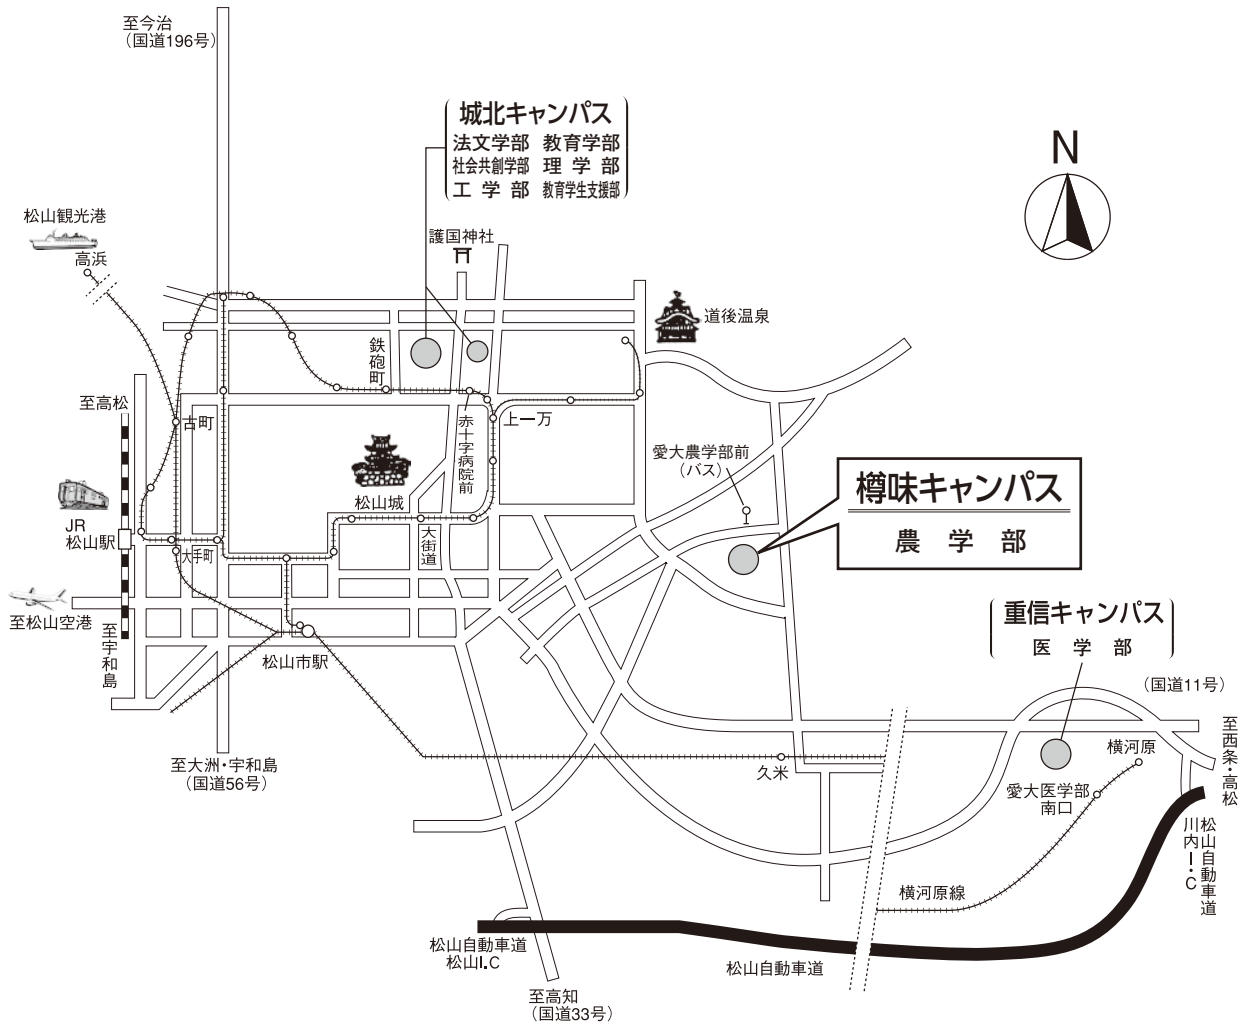 至今治
（国道196号）
城北キャンパス
法文学部 教育学部
社会共創学部 理学部
工学部 教育学生支援部
N
松山観光港
高浜
護国神社
道後温泉
鉄砲町
至高松
古町
赤十字病院前
上一万
愛大農学部前
（バス）
樽味キャンパス
農学部
松山城
JR
松山駅
大手町
大街道
至松山空港
至宇和島
松山市駅
重信キャンパス
医学部
（国道11号）
至西条・高松
横河原
至大洲・宇和島
（国道56号）
久米
愛大医学部
南口
松山自動車道
川内I・C
横河原線
松山自動車道
松山I.C
松山自動車道
至高知
（国道33号）